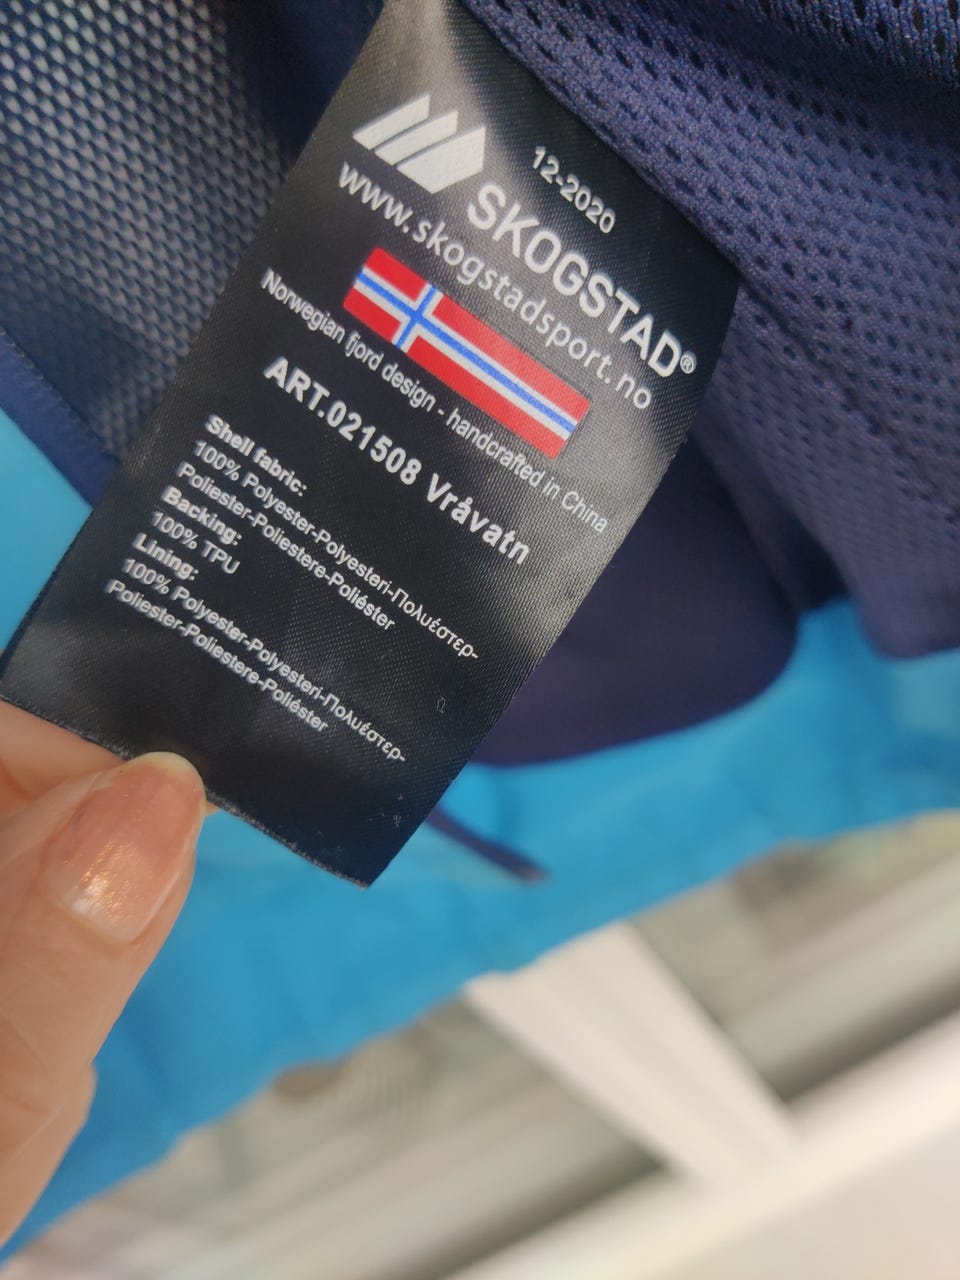 12-2020
SKOGSTAD®
www.skogstadsport.no
Norwegian fjord design - handcrafted in China
ART.021508 Vråvatn
Shell fabric:
100% Polyester-Polyesteri-Πολυέστερ-
Poliester-Poliestere-Poliéster
Backing:
100% TPU
Lining:
100% Polyester-Polyesteri-Πολυέστερ-
Poliester-Poliestere-Poliéster